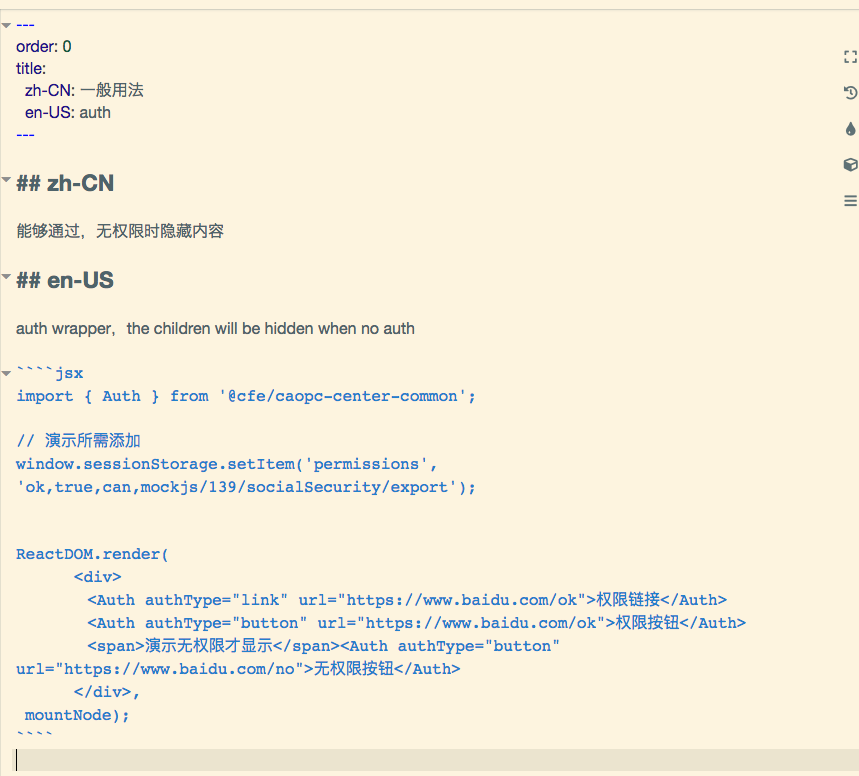 ---
order: 0
title:
  zh-CN: 一般用法
  en-US: auth
---
## zh-CN
能够通过，无权限时隐藏内容
## en-US
auth wrapper，the children will be hidden when no auth
````jsx
import { Auth } from '@cfe/caopc-center-common';
// 演示所需添加
window.sessionStorage.setItem('permissions',
'ok,true,can,mockjs/139/socialSecurity/export');
ReactDOM.render(
      <div>
        <Auth authType="link" url="https://www.baidu.com/ok">权限链接</Auth>
        <Auth authType="button" url="https://www.baidu.com/ok">权限按钮</Auth>
        <span>演示无权限才显示</span><Auth authType="button"
url="https://www.baidu.com/no">无权限按钮</Auth>
      </div>,
 mountNode);
````